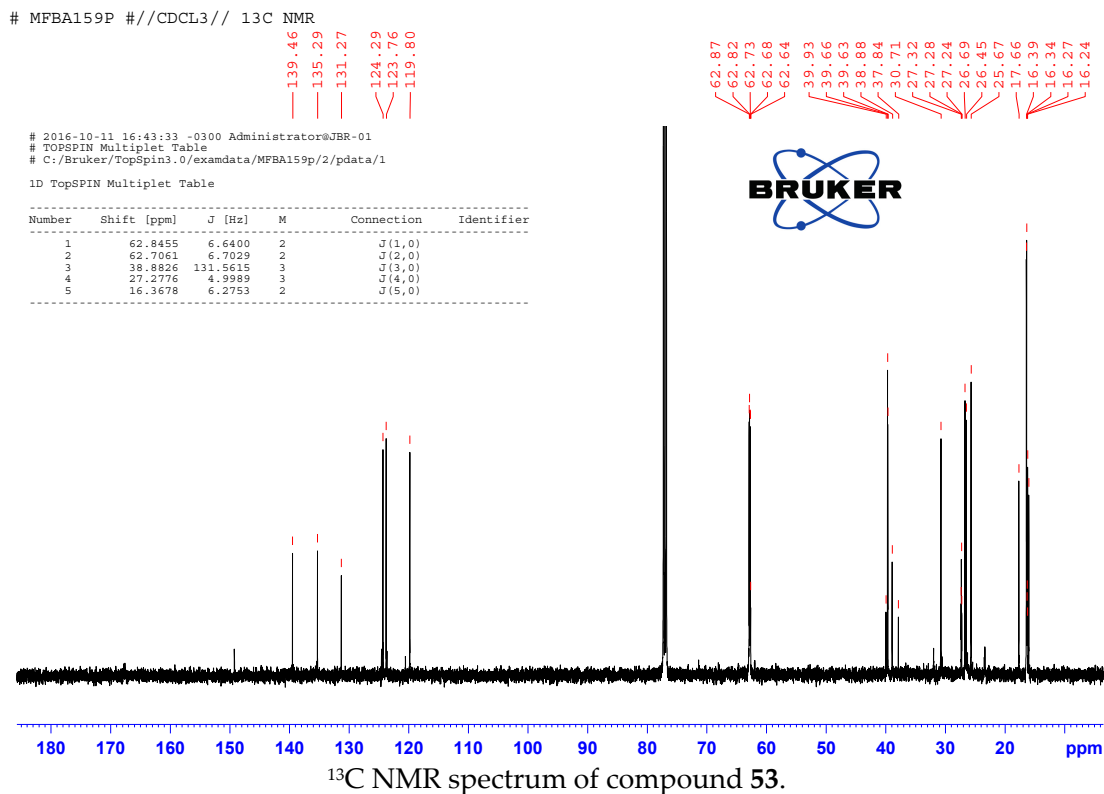 # MFBA159P #//CDCL3// 13C NMR
139.46
135.29
131.27
124.29
123.76
119.80
62.87
62.82
62.73
62.68
62.64
39.93
39.66
39.63
38.88
37.84
30.71
27.32
27.28
27.24
26.69
26.45
25.67
17.66
16.39
16.34
16.27
16.24
# 2016-10-11 16:43:33 -0300 Administrator@JBR-01
# TOPSPIN Multiplet Table
# C:/Bruker/TopSpin3.0/examdata/MFBA159p/2/pdata/1
1D TopSPIN Multiplet Table
Number Shift [ppm] J [Hz] M Connection Identifier
1 62.8455 6.6400 2 J(1,0)
2 62.7061 6.7029 2 J(2,0)
3 38.8826 131.5615 3 J(3,0)
4 27.2776 4.9989 3 J(4,0)
5 16.3678 6.2753 2 J(5,0)
BRUKER
180 170 160 150 140 130 120 110 100 90 80 70 60 50 40 30 20 ppm
¹³C NMR spectrum of compound 53.